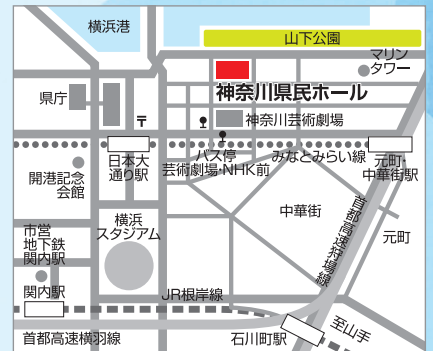 横浜港
山下公園
マリン
タワー
神奈川県民ホール
県庁
〒
神奈川芸術劇場
日本大
通り駅
バス停
芸術劇場・NHK前
みなとみらい線
元町・
中華街駅
開港記念
会館
中華街
首都高速狩場線
元町
横浜
スタジアム
市営
地下鉄
関内駅
関内駅
JR根岸線
首都高速横羽線
石川町駅
至山手